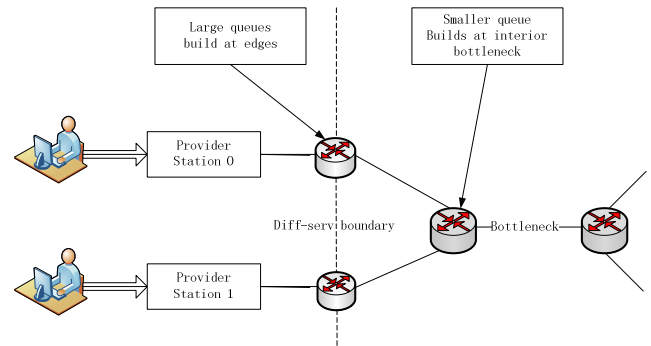 Large queues
build at edges
Smaller queue
Builds at interior
bottleneck
Provider
Station 0
Diff-serv boundary
Bottleneck
Provider
Station 1